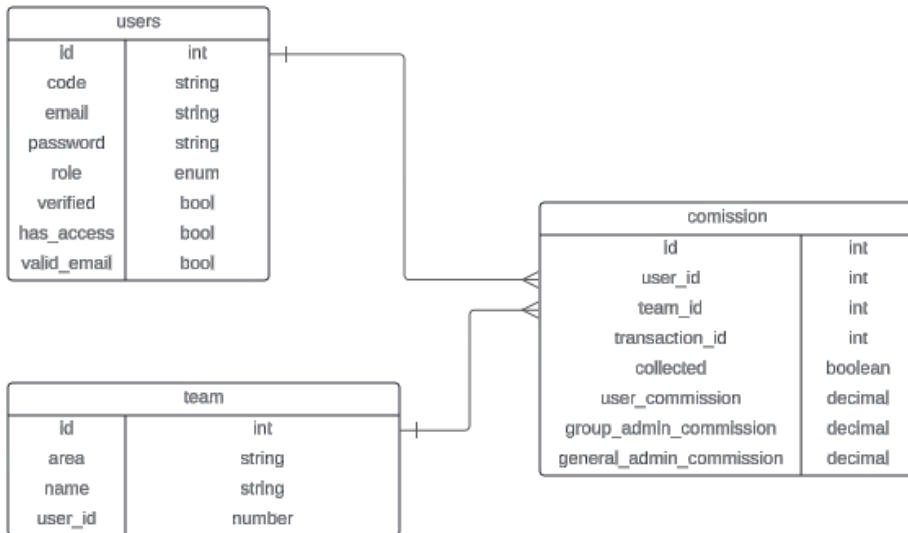 users
id int
code string
email string
password string
role enum
verified bool
has_access bool
valid_email bool
comission
id int
user_id int
team_id int
transaction_id int
collected boolean
user_commission decimal
group_admin_commission decimal
general_admin_commission decimal
team
id int
area string
name string
user_id number